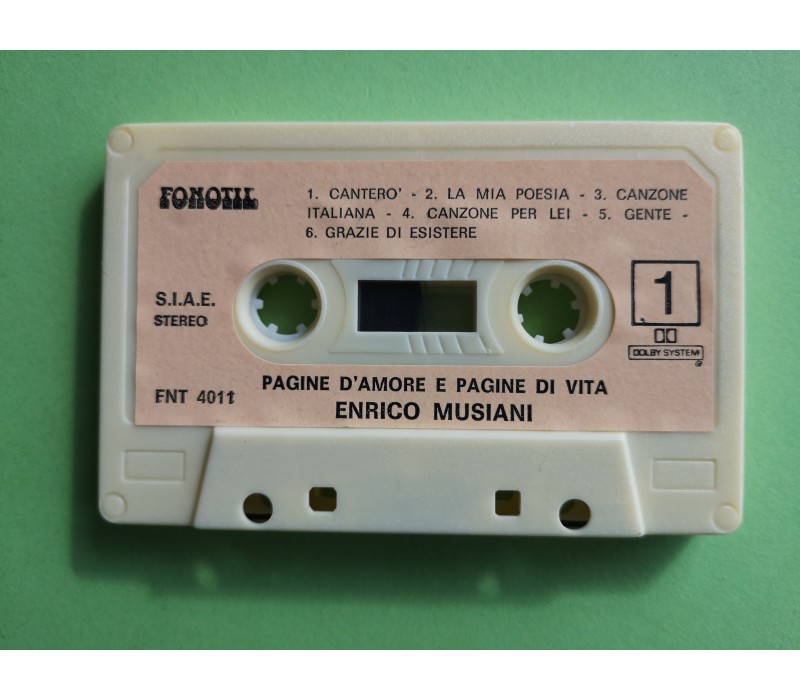 FONOTIL
1. CANTERO' - 2. LA MIA POESIA - 3. CANZONE
ITALIANA - 4. CANZONE PER LEI - 5. GENTE -
6. GRAZIE DI ESISTERE
S.I.A.E.
STEREO
1
DOLBY SYSTEM
PAGINE D'AMORE E PAGINE DI VITA
FNT 4011
ENRICO MUSIANI